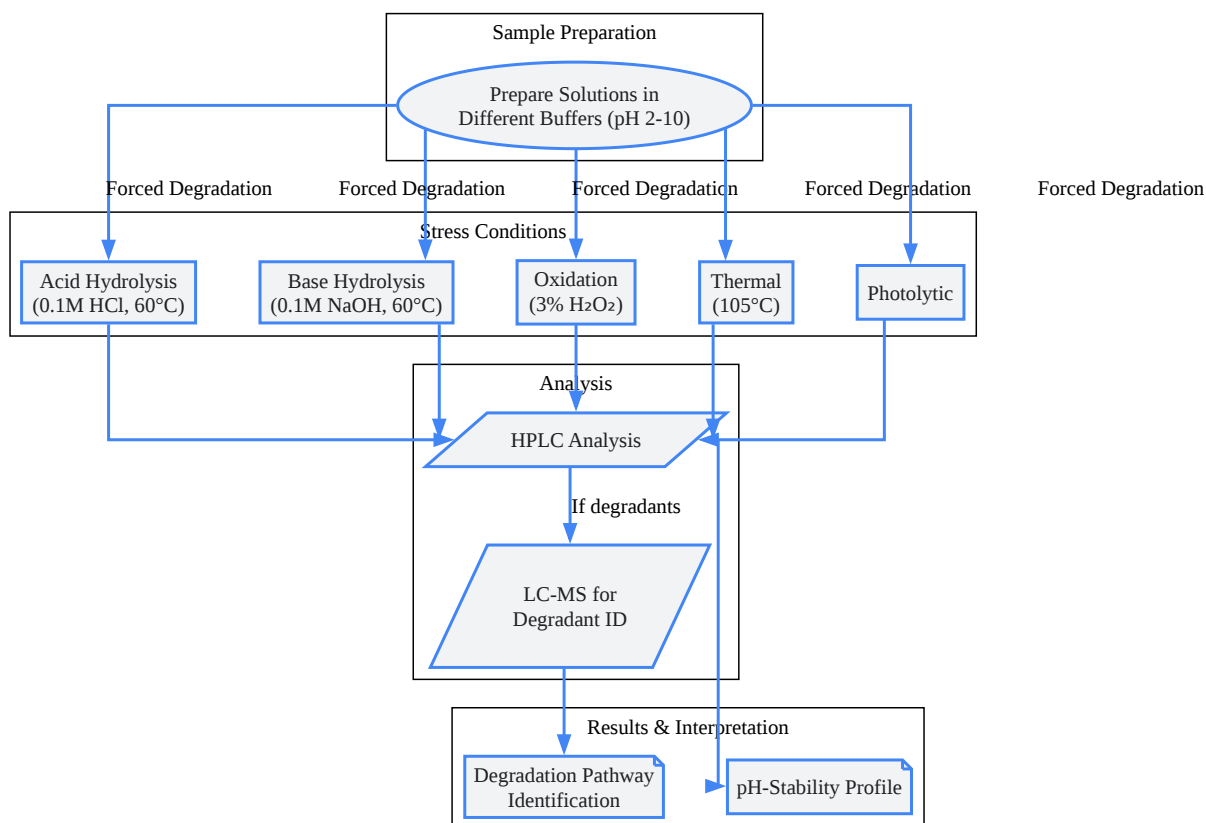 Sample Preparation
Prepare Solutions in
Different Buffers (pH 2-10)
Forced Degradation
Forced Degradation
Forced Degradation
Forced Degradation
Forced Degradation
Stress Conditions
Acid Hydrolysis
(0.1M HCl, 60°C)
Base Hydrolysis
(0.1M NaOH, 60°C)
Oxidation
(3% H₂O₂)
Thermal
(105°C)
Photolytic
Analysis
HPLC Analysis
If degradants
LC-MS for
Degradant ID
Results & Interpretation
Degradation Pathway
Identification
pH-Stability Profile